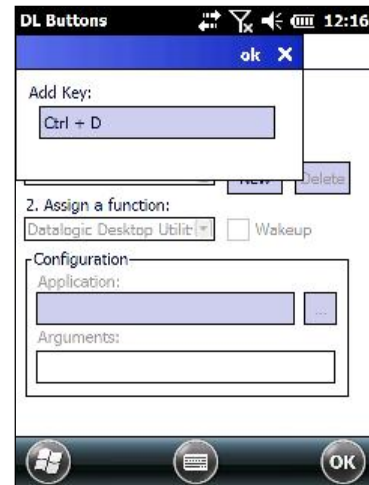 DL Buttons 12:16
ok X
Add Key:
Ctrl + D
New Delete
2. Assign a function:
Datalogic Desktop Utilit Wakeup
Configuration
Application:
...
Arguments:
OK